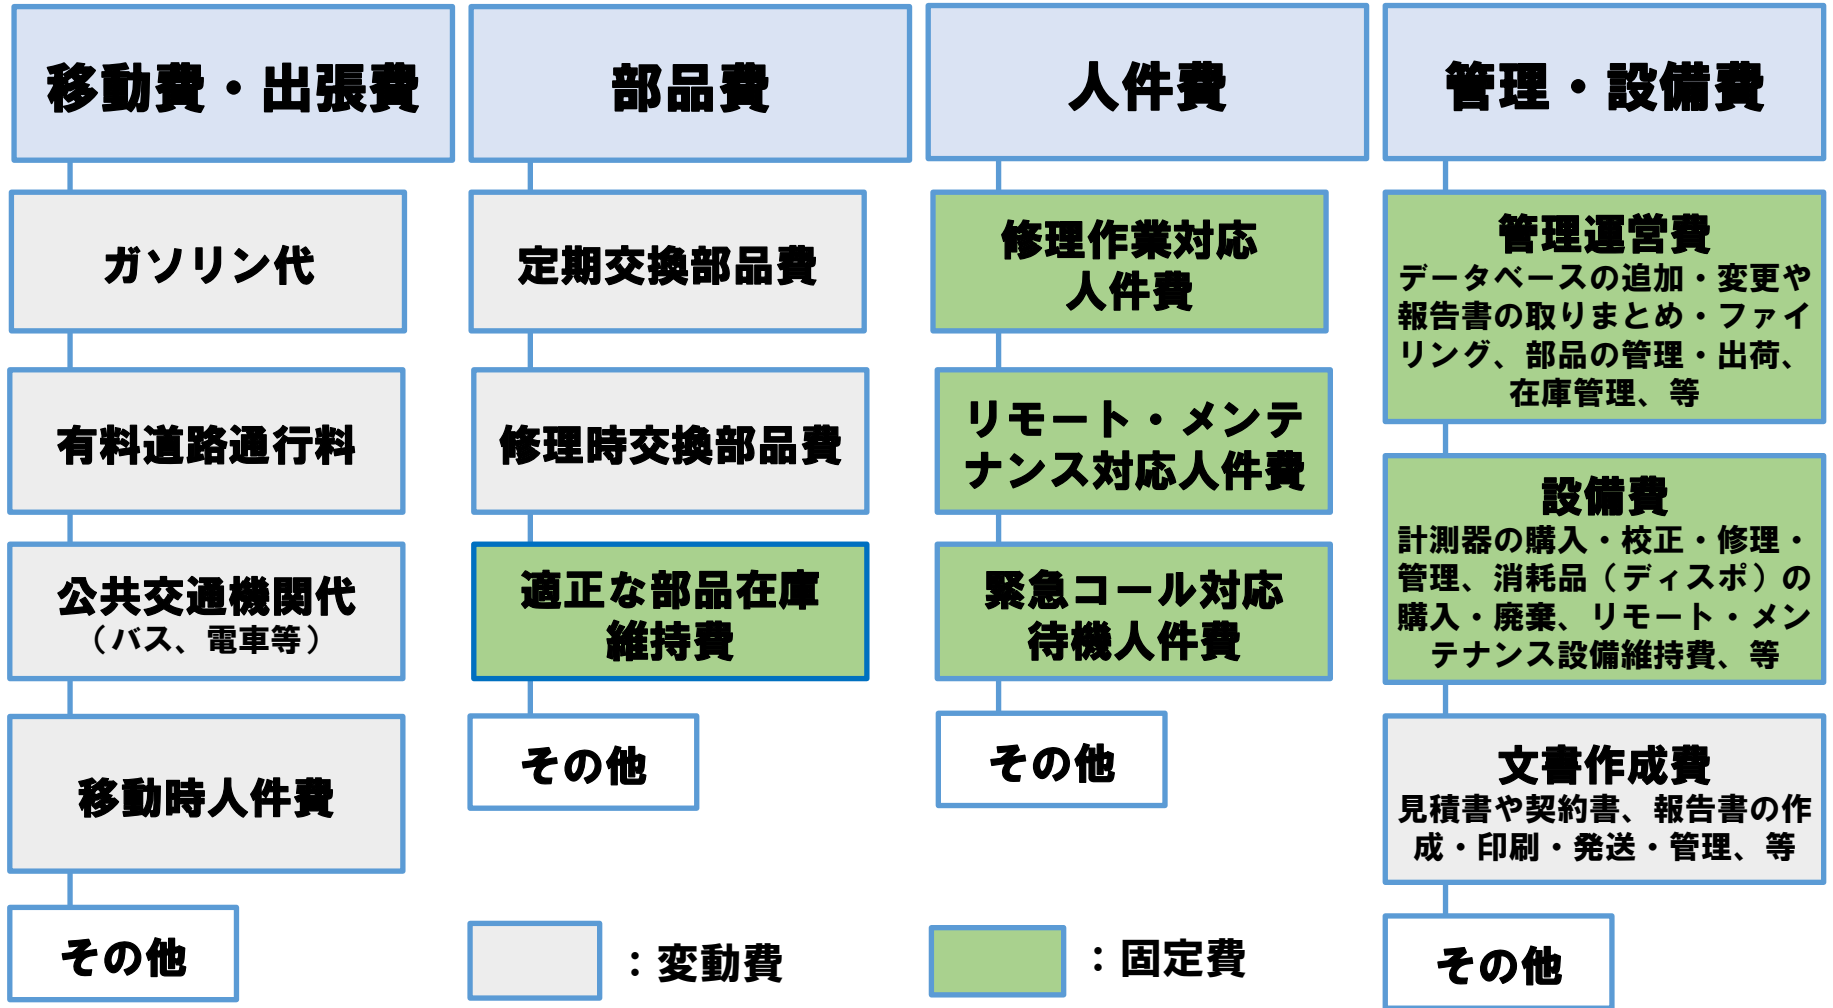 移動費・出張費
ガソリン代
有料道路通行料
公共交通機関代
（バス、電車等）
移動時人件費
その他
部品費
定期交換部品費
修理時交換部品費
適正な部品在庫
維持費
その他
人件費
修理作業対応
人件費
リモート・メンテ
ナンス対応人件費
緊急コール対応
待機人件費
その他
管理・設備費
管理運営費
データベースの追加・変更や
報告書の取りまとめ・ファイ
リング、部品の管理・出荷、
在庫管理、等
設備費
計測器の購入・校正・修理・
管理、消耗品（ディスポ）の
購入・廃棄、リモート・メン
テナンス設備維持費、等
文書作成費
見積書や契約書、報告書の作
成・印刷・発送・管理、等
その他
：変動費
：固定費